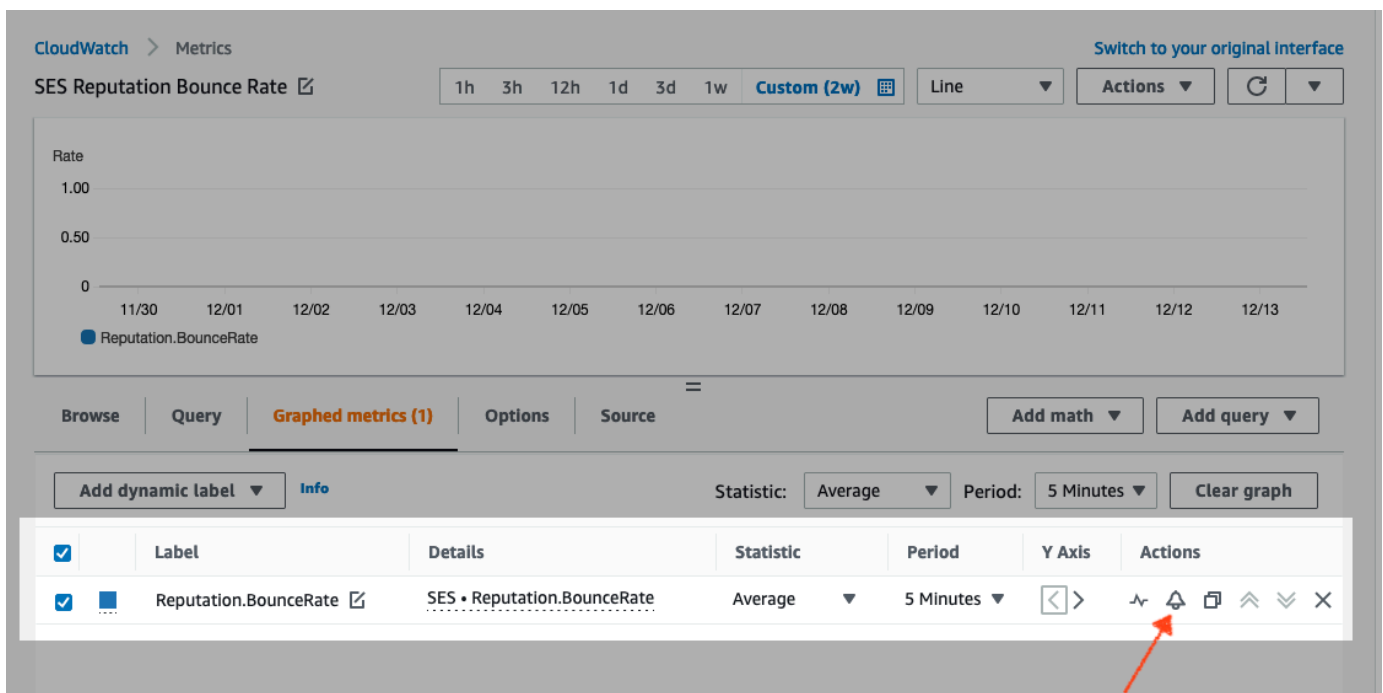 CloudWatch > Metrics
Switch to your original interface
SES Reputation Bounce Rate
1h 3h 12h 1d 3d 1w Custom (2w)
Line
Actions
Rate
1.00
0.50
0
11/30 12/01 12/02 12/03 12/04 12/05 12/06 12/07 12/08 12/09 12/10 12/11 12/12 12/13
Reputation.BounceRate
Browse Query Graphed metrics (1) Options Source
Add math Add query
Add dynamic label Info
Statistic: Average Period: 5 Minutes Clear graph
Label Details Statistic Period Y Axis Actions
Reputation.BounceRate SES • Reputation.BounceRate Average 5 Minutes < >